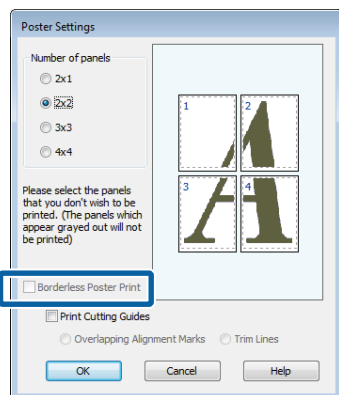 Poster Settings
Number of panels
2x1
2x2
3x3
4x4
1 2
3 4
Please select the panels
that you don't wish to be
printed. (The panels which
appear grayed out will not
be printed)
Borderless Poster Print
Print Cutting Guides
Overlapping Alignment Marks Trim Lines
OK Cancel Help